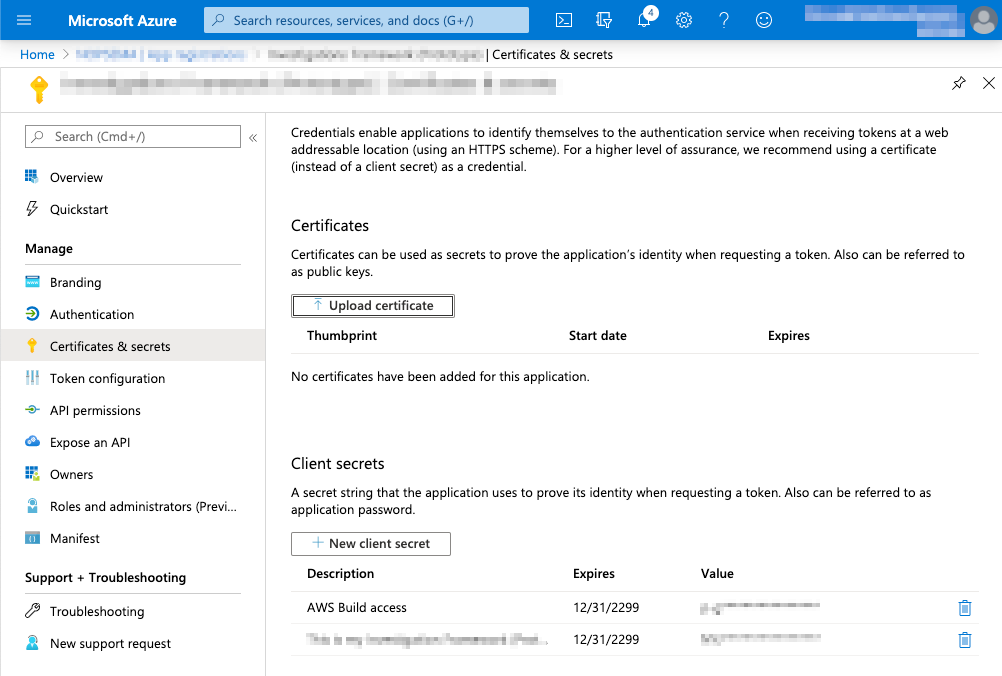 Microsoft Azure
Search resources, services, and docs (G+/)
4
Home
| Certificates & secrets
Search (Cmd+/)
«
Overview
Quickstart
Manage
Branding
Authentication
Certificates & secrets
Token configuration
API permissions
Expose an API
Owners
Roles and administrators (Previ...
Manifest
Support + Troubleshooting
Troubleshooting
New support request
Credentials enable applications to identify themselves to the authentication service when receiving tokens at a web
addressable location (using an HTTPS scheme). For a higher level of assurance, we recommend using a certificate
(instead of a client secret) as a credential.
Certificates
Certificates can be used as secrets to prove the application's identity when requesting a token. Also can be referred to
as public keys.
Upload certificate
Thumbprint Start date Expires
No certificates have been added for this application.
Client secrets
A secret string that the application uses to prove its identity when requesting a token. Also can be referred to as
application password.
New client secret
Description Expires Value
AWS Build access 12/31/2299
12/31/2299